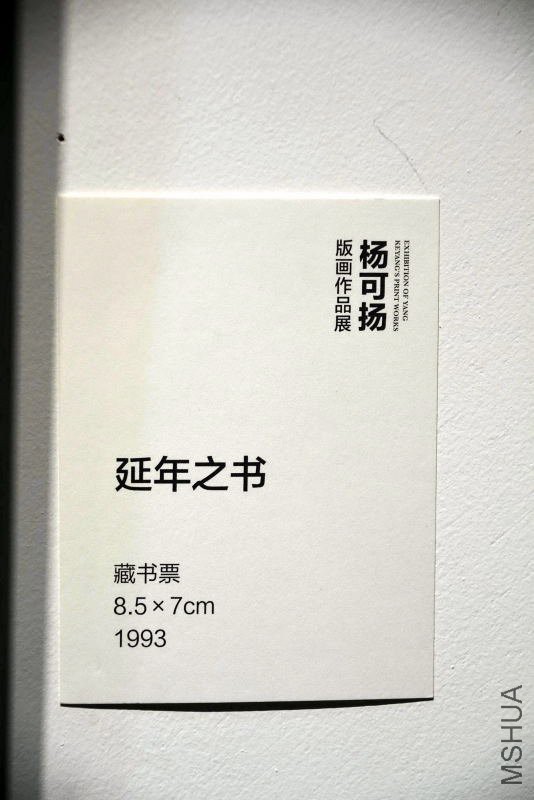 EXHIBITION OF YANG
KEYANG'S PRINT WORKS
杨可扬
版画作品展
延年之书
藏书票
8.5×7cm
1993
MSHUA